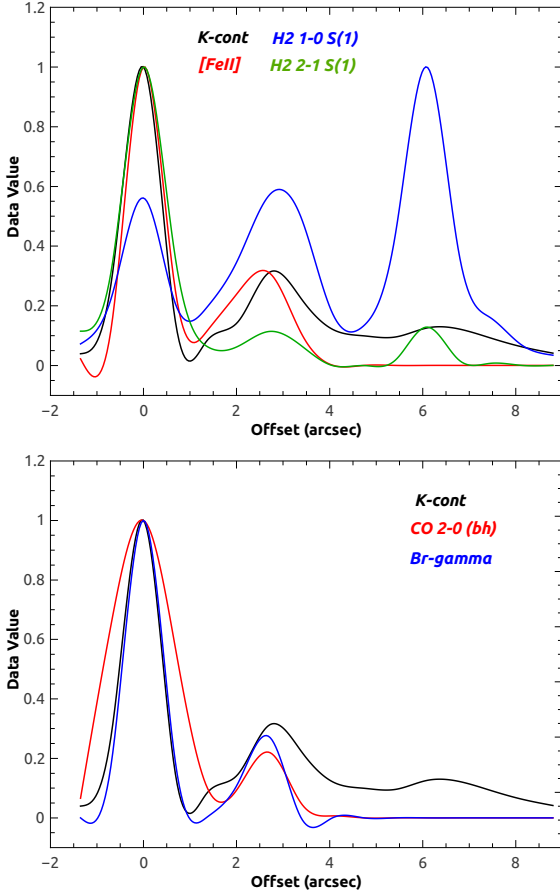 1.2
1
0.8
0.6
0.4
0.2
0
Data Value
K-cont H2 1-0 S(1)
[FeII] H2 2-1 S(1)
−2 0 2 4 6 8
Offset (arcsec)
1.2
1
0.8
0.6
0.4
0.2
0
Data Value
K-cont
CO 2-0 (bh)
Br-gamma
−2 0 2 4 6 8
Offset (arcsec)